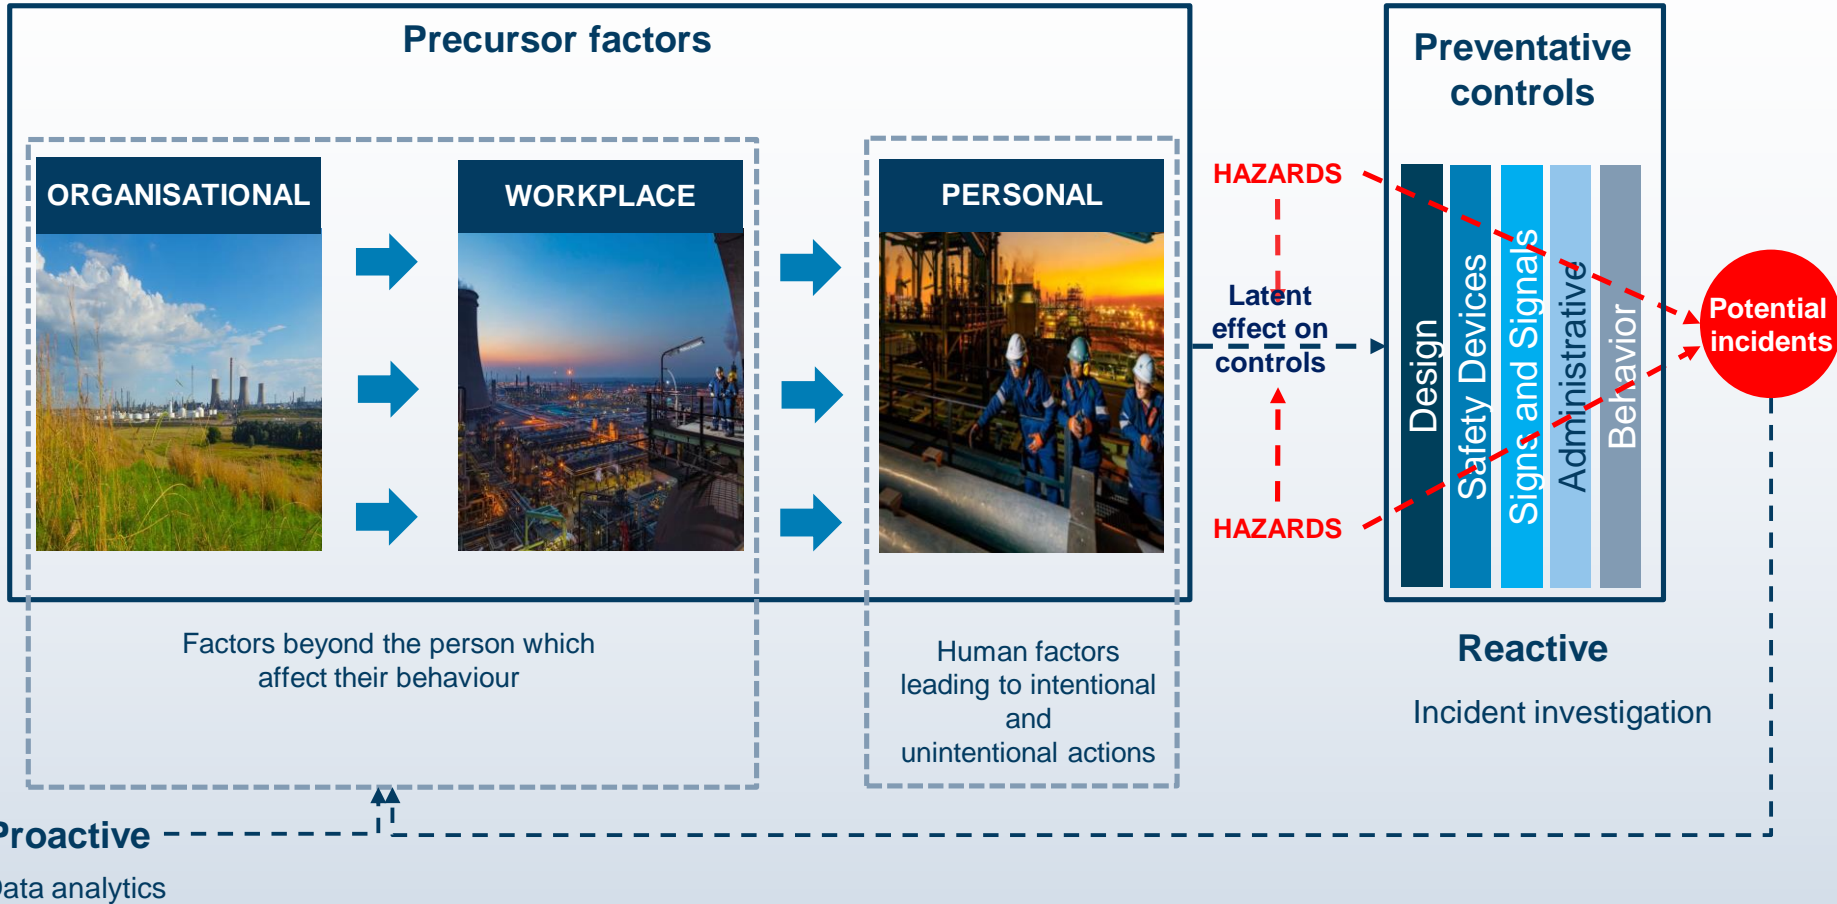 Precursor factors
Preventative
controls
ORGANISATIONAL
WORKPLACE
PERSONAL
HAZARDS
Latent
effect on
controls
HAZARDS
Design
Safety Devices
Signs and Signals
Administrative
Behavior
Potential
incidents
Factors beyond the person which
affect their behaviour
Human factors
leading to intentional
and
unintentional actions
Reactive
Incident investigation
Proactive
Data analytics